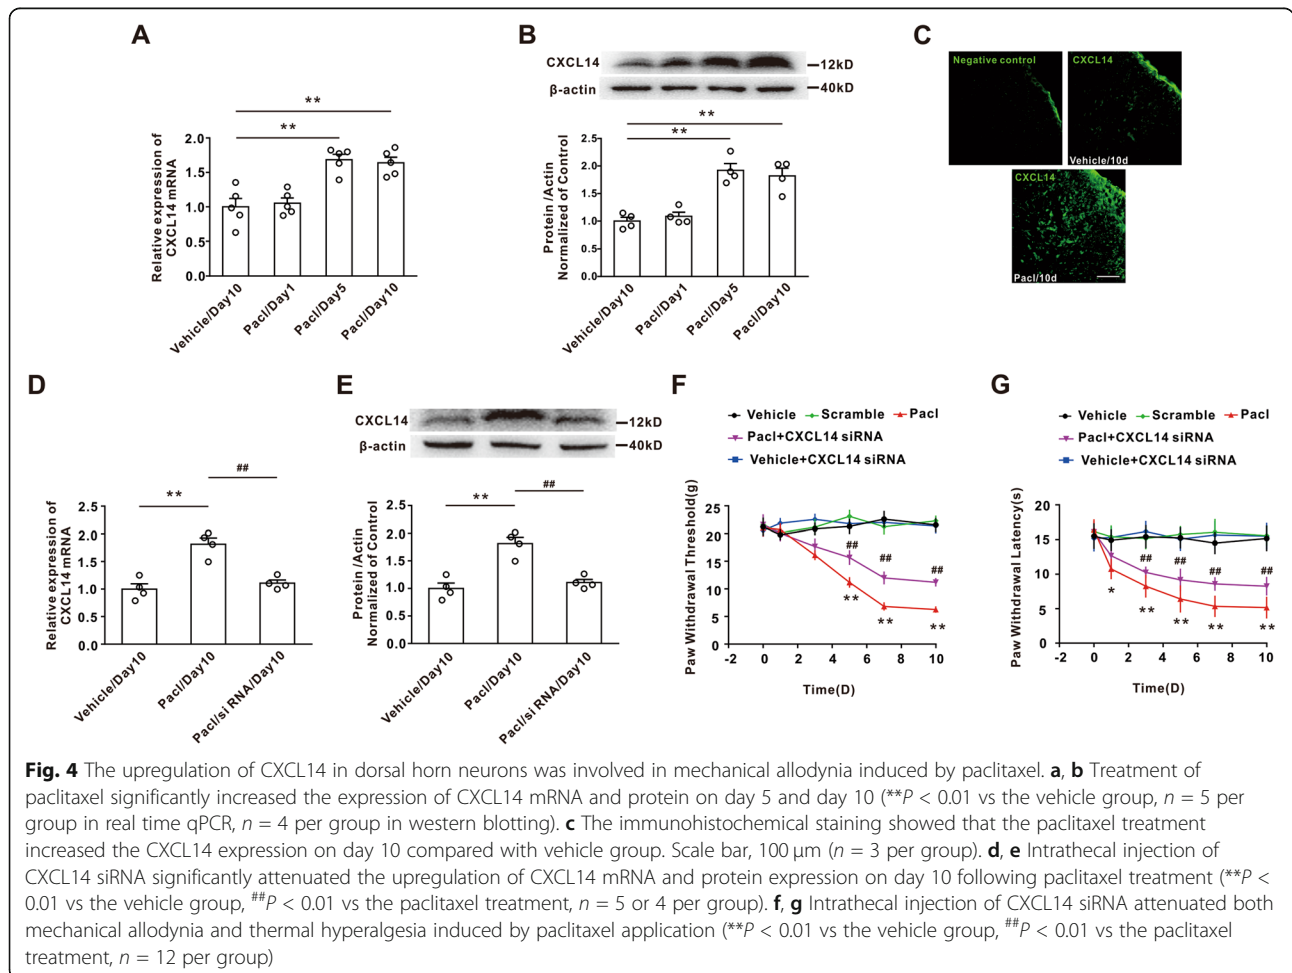 A
**
**
Relative expression of
CXCL14 mRNA
2.0
1.5
1.0
0.5
0.0
Vehicle/Day10
Pacl/Day1
Pacl/Day5
Pacl/Day10
B
CXCL14
12kD
β-actin
40kD
**
**
Protein /Actin
Normalized of Control
2.5
2.0
1.5
1.0
0.5
0.0
Vehicle/Day10
Pacl/Day1
Pacl/Day5
Pacl/Day10
C
Negative control
CXCL14
Vehicle/10d
CXCL14
Pacl/10d
D
##
**
Relative expression of
CXCL14 mRNA
2.5
2.0
1.5
1.0
0.5
0.0
Vehicle/Day10
Pacl/Day10
Pacl/si RNA/Day10
E
CXCL14
12kD
β-actin
40kD
##
**
Protein /Actin
Normalized of Control
2.5
2.0
1.5
1.0
0.5
0.0
Vehicle/Day10
Pacl/Day10
Pacl/si RNA/Day10
F
Vehicle Scramble Pacl
Pacl+CXCL14 siRNA
Vehicle+CXCL14 siRNA
Paw Withdrawal Threshold(g)
25
20
15
10
5
0
## ## ##
** ** **
-2 0 2 4 6 8 10
Time(D)
G
Vehicle Scramble Pacl
Pacl+CXCL14 siRNA
Vehicle+CXCL14 siRNA
Paw Withdrawal Latency(s)
20
15
10
5
0
## ## ## ##
* ** ** ** **
-2 0 2 4 6 8 10
Time(D)
Fig. 4 The upregulation of CXCL14 in dorsal horn neurons was involved in mechanical allodynia induced by paclitaxel. a, b Treatment of
paclitaxel significantly increased the expression of CXCL14 mRNA and protein on day 5 and day 10 (**P < 0.01 vs the vehicle group, n = 5 per
group in real time qPCR, n = 4 per group in western blotting). c The immunohistochemical staining showed that the paclitaxel treatment
increased the CXCL14 expression on day 10 compared with vehicle group. Scale bar, 100 μm (n = 3 per group). d, e Intrathecal injection of
CXCL14 siRNA significantly attenuated the upregulation of CXCL14 mRNA and protein expression on day 10 following paclitaxel treatment (**P <
0.01 vs the vehicle group, ##P < 0.01 vs the paclitaxel treatment, n = 5 or 4 per group). f, g Intrathecal injection of CXCL14 siRNA attenuated both
mechanical allodynia and thermal hyperalgesia induced by paclitaxel application (**P < 0.01 vs the vehicle group, ##P < 0.01 vs the paclitaxel
treatment, n = 12 per group)